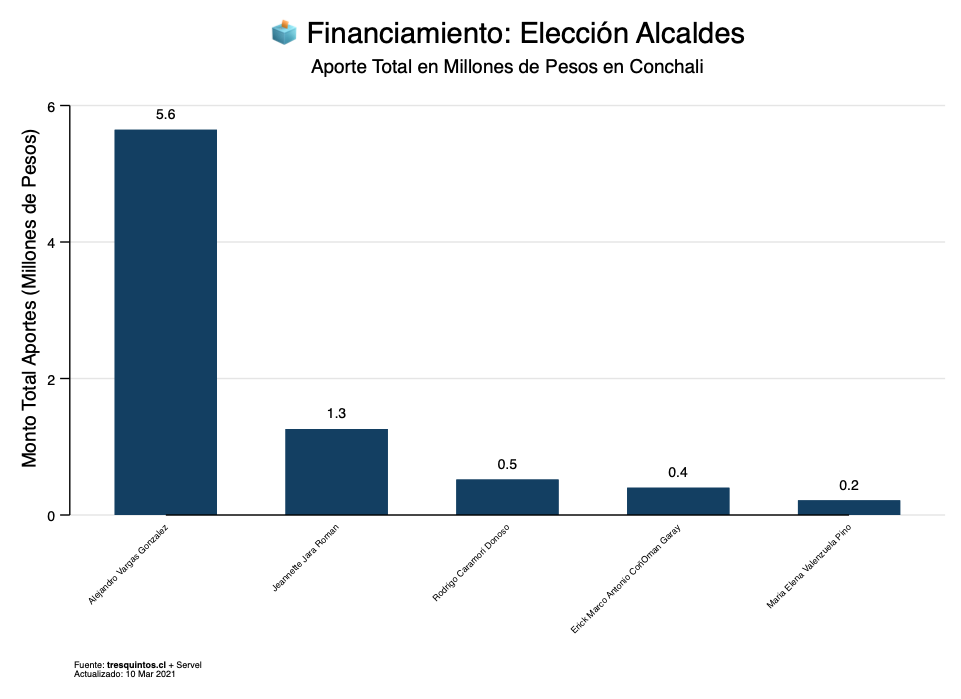 Financiamiento: Elección Alcaldes
Aporte Total en Millones de Pesos en Conchali
Monto Total Aportes (Millones de Pesos)
6
4
2
0
5.6
1.3
0.5
0.4
0.2
Alejandro Vargas Gonzalez
Jeannette Jara Roman
Rodrigo Caramori Donoso
Erick Marco Antonio CoriOman Garay
Maria Elena Valenzuela Pino
Fuente: tresquintos.cl + Servel
Actualizado: 10 Mar 2021